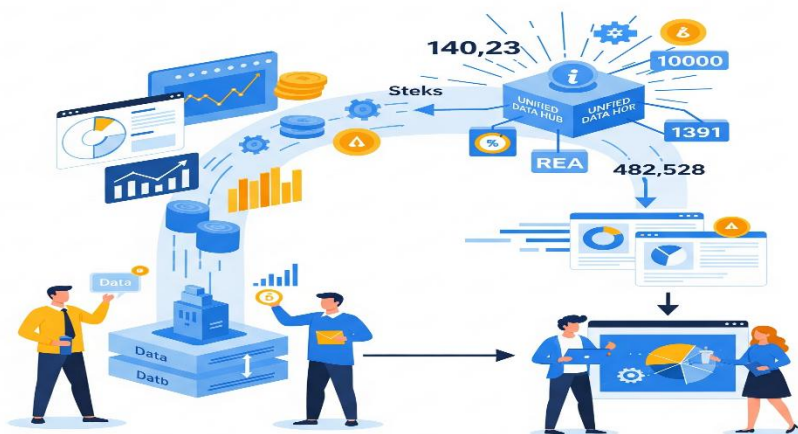 140,23
10000
Steks
UNIFIED
DATA HUB
UNFIED
DATA HOR
1391
REA
%
482,528
Data
Data
Datb